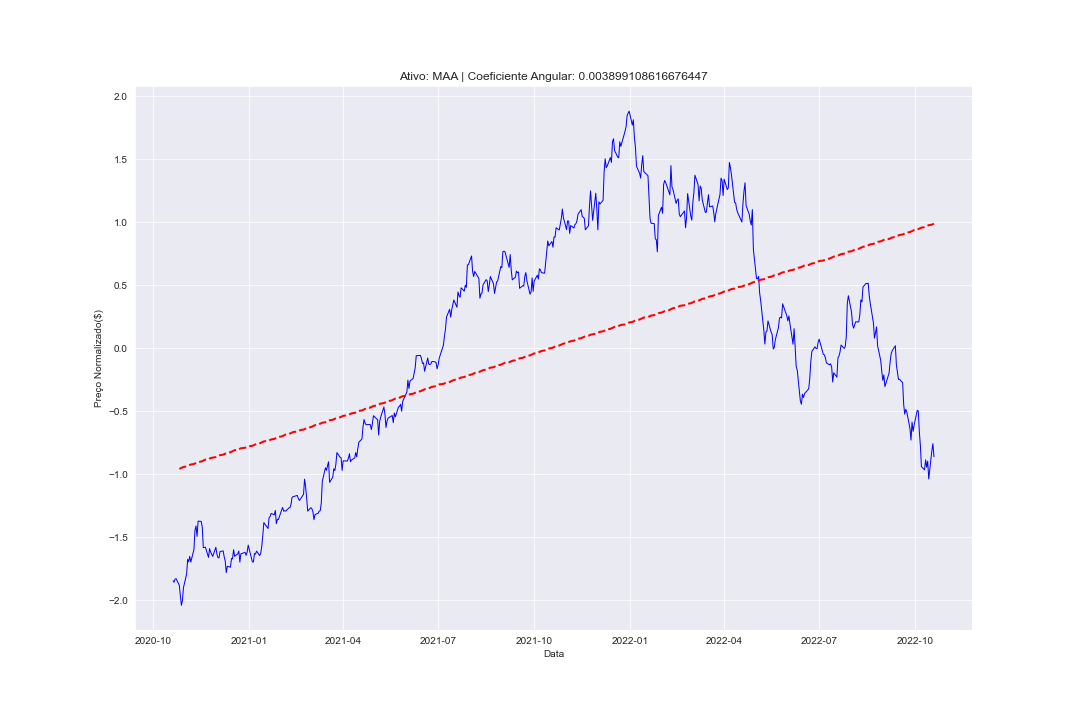 Ativo: MAA | Coeficiente Angular: 0.003899108616676447
2.0
1.5
1.0
0.5
0.0
−0.5
−1.0
−1.5
−2.0
Preço Normalizado($)
2020-10 2021-01 2021-04 2021-07 2021-10 2022-01 2022-04 2022-07 2022-10
Data